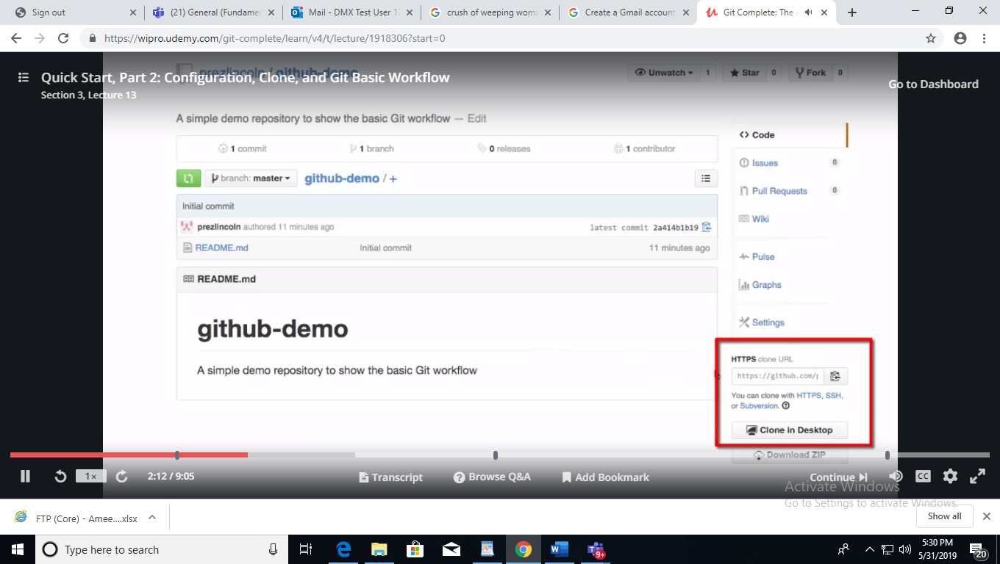 Sign out
(21) General (Fundamen
Mail - DMX Test User 17
crush of weeping woma
Create a Gmail account
Git Complete: The d
https://wipro.udemy.com/git-complete/learn/v4/t/lecture/1918306?start=0
Quick Start, Part 2: Configuration, Clone, and Git Basic Workflow
Section 3, Lecture 13
Go to Dashboard
prezlincoln / github-demo
Unwatch 1 Star 0 Fork 0
A simple demo repository to show the basic Git workflow — Edit
1 commit 1 branch 0 releases 1 contributor
branch: master github-demo / +
Initial commit
prezlincoln authored 11 minutes ago latest commit 2a414b1b19
README.md Initial commit 11 minutes ago
README.md
github-demo
A simple demo repository to show the basic Git workflow
Code
Issues 0
Pull Requests 0
Wiki
Pulse
Graphs
Settings
HTTPS clone URL
https://github.com/p
You can clone with HTTPS, SSH,
or Subversion.
Clone in Desktop
Download ZIP
1x 2:12 / 9:05 Transcript Browse Q&A Add Bookmark Continue CC
Activate Windows
Go to Settings to activate Windows.
FTP (Core) - Amee....xlsx Show all
Type here to search
9+
5:30 PM
5/31/2019
20